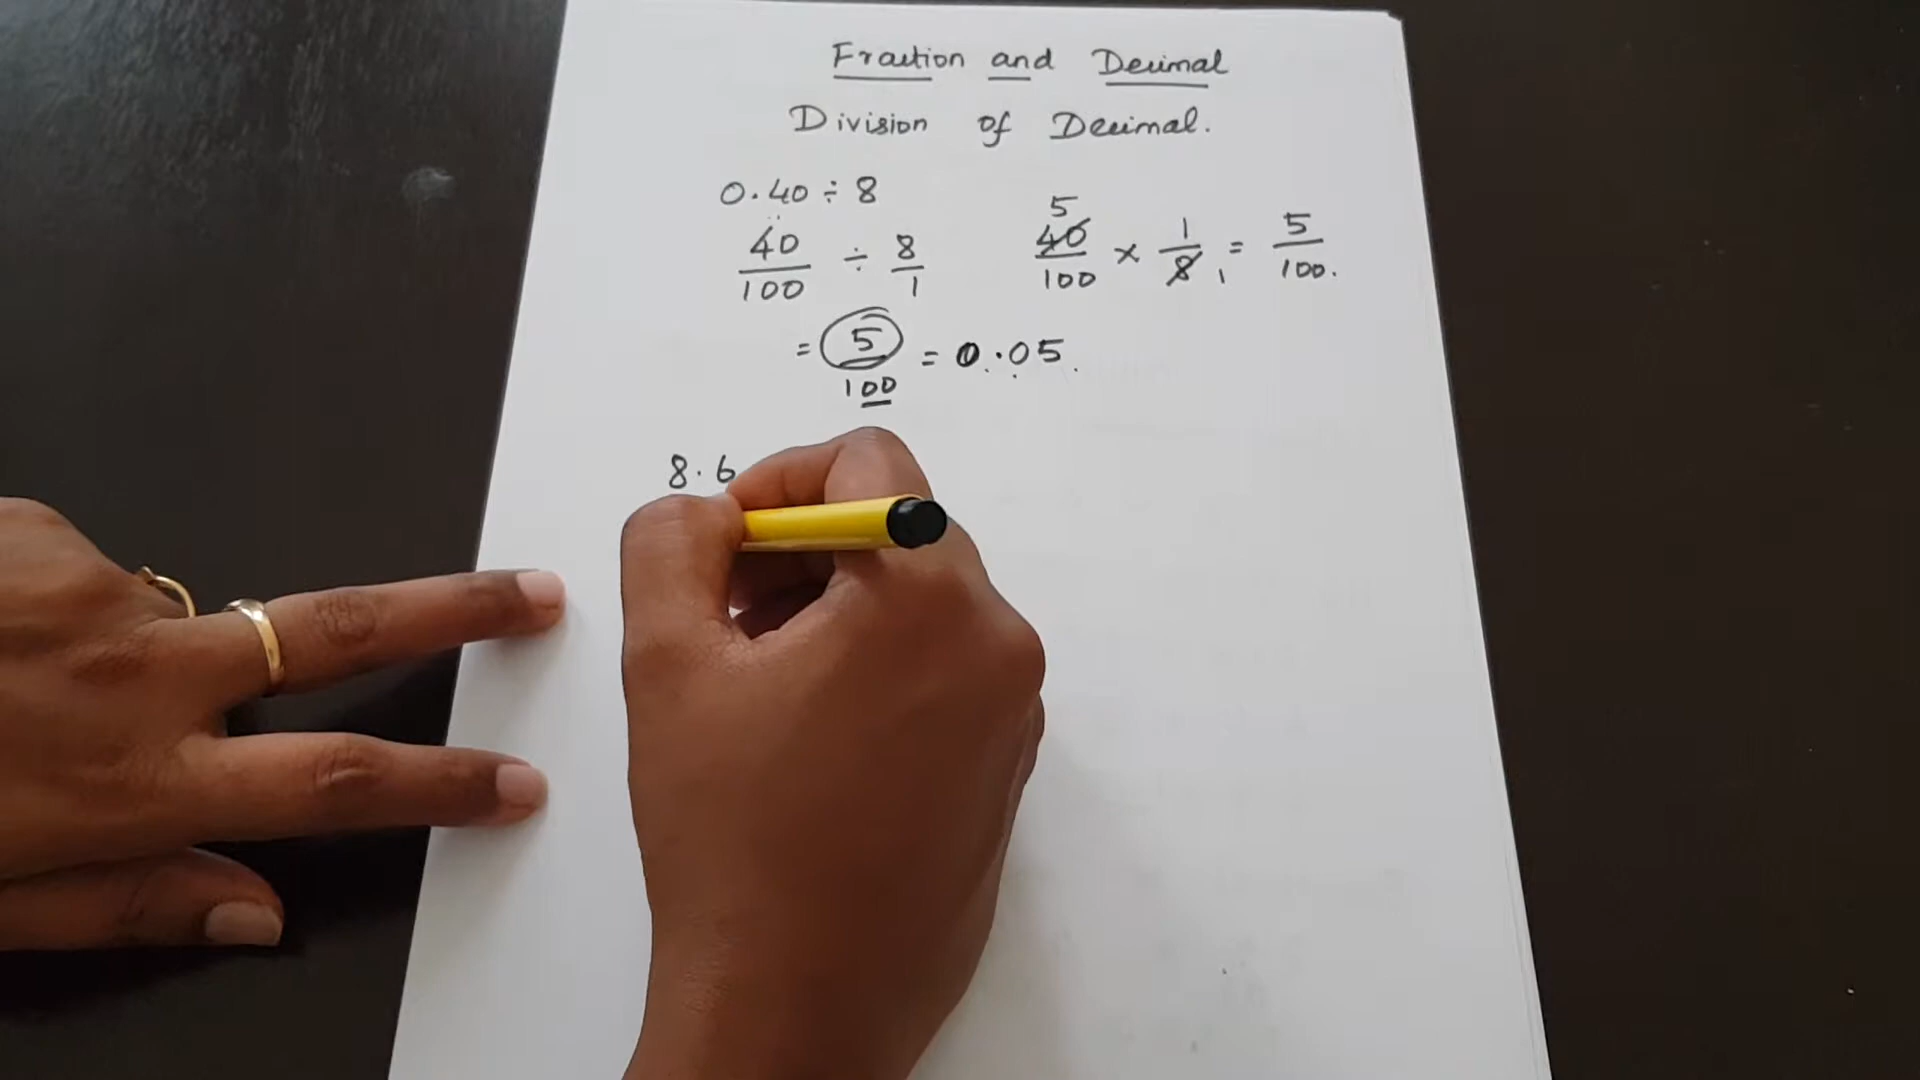 Fraction and Decimal
Division of Decimal.
0.40 ÷ 8
40/100 ÷ 8/1
5 40/100 × 1/8 1 = 5/100.
= 5/100 = 0.05
8.6